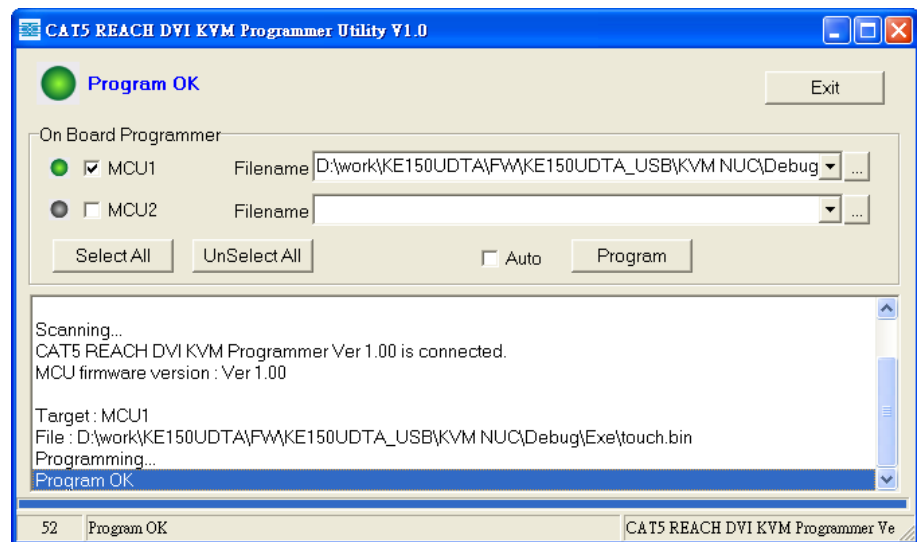 CAT5 REACH DVI KVM Programmer Utility V1.0
Program OK
Exit
On Board Programmer
MCU1 Filename D:\work\KE150UDTA\FW\KE150UDTA_USB\KVM NUC\Debug ...
MCU2 Filename ...
Select All UnSelect All Auto Program
Scanning...
CAT5 REACH DVI KVM Programmer Ver 1.00 is connected.
MCU firmware version : Ver 1.00
Target : MCU1
File : D:\work\KE150UDTA\FW\KE150UDTA_USB\KVM NUC\Debug\Exe\touch.bin
Programming...
Program OK
52 Program OK CAT5 REACH DVI KVM Programmer Ve